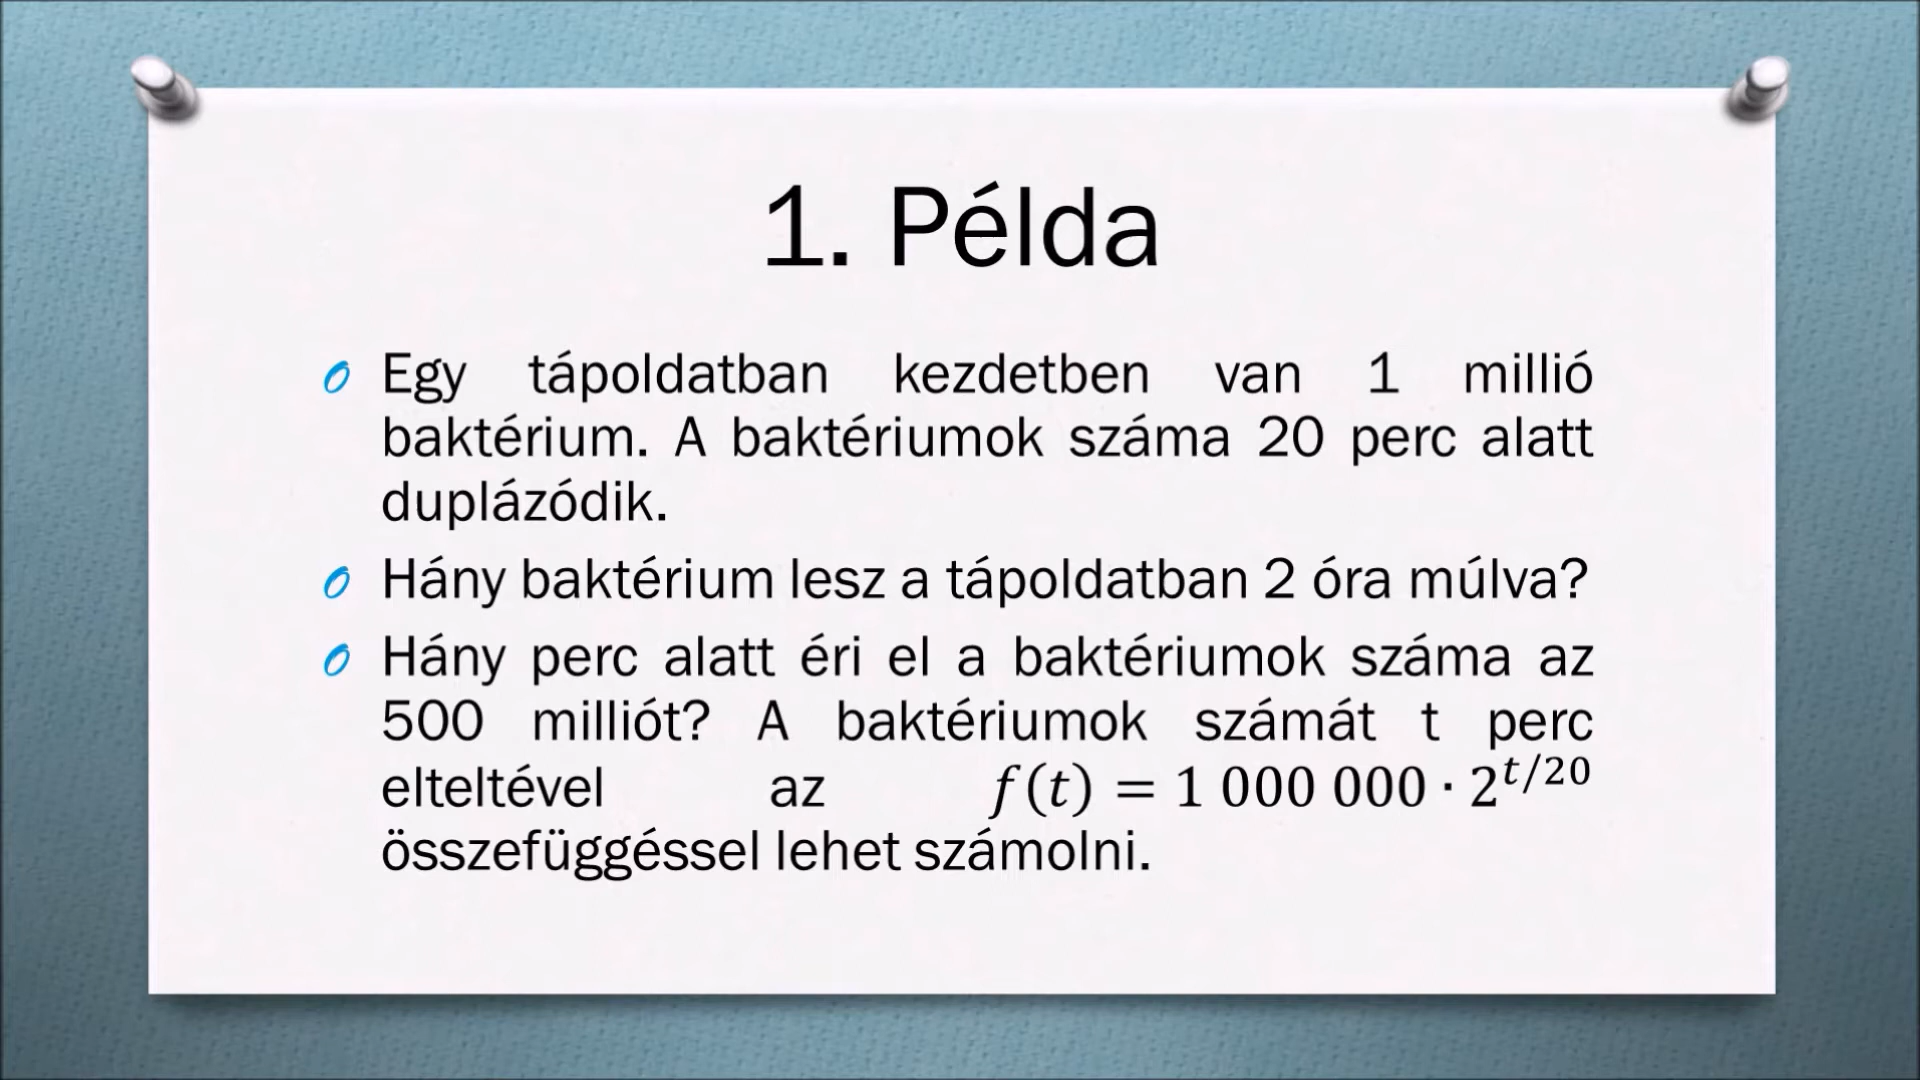 1. Példa
Egy tápoldatban kezdetben van 1 millió
baktérium. A baktériumok száma 20 perc alatt
duplázódik.
Hány baktérium lesz a tápoldatban 2 óra múlva?
Hány perc alatt éri el a baktériumok száma az
500 milliót? A baktériumok számát t perc
elteltével az f(t) = 1 000 000 · 2^{t/20}
összefüggéssel lehet számolni.